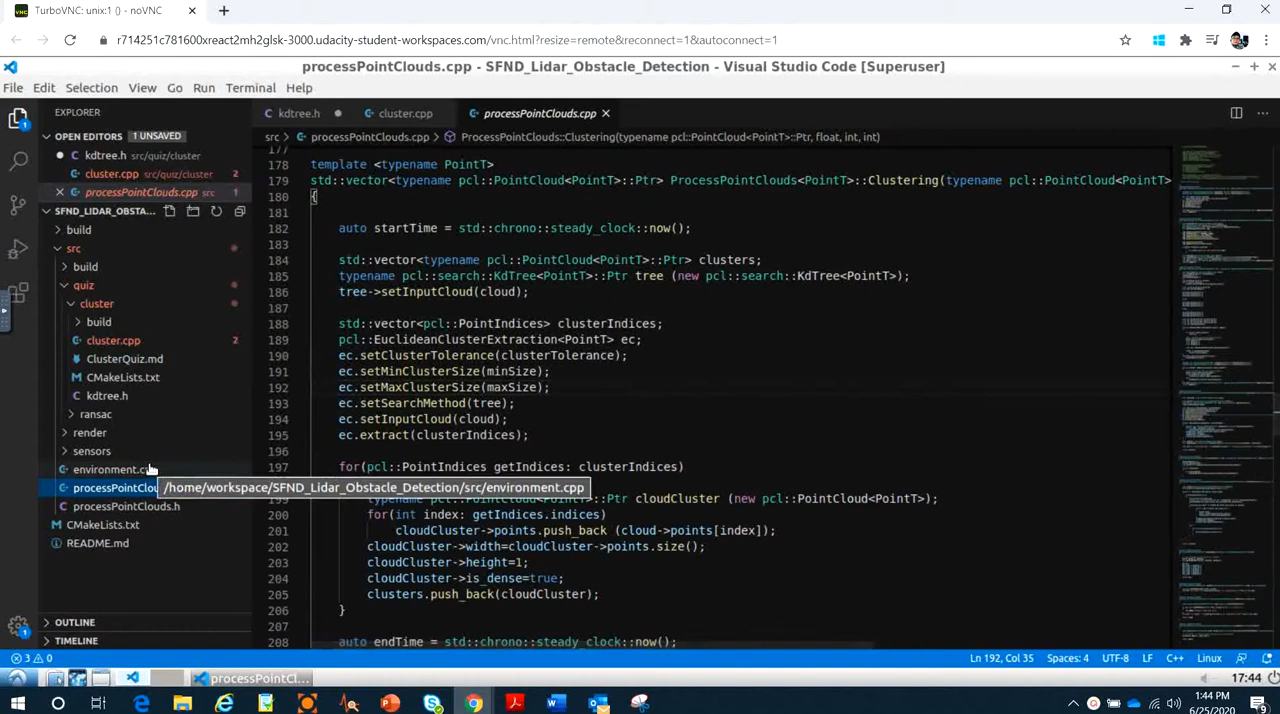 TurboVNC: unix:1 () - noVNC
r714251c781600xreact2mh2glsk-3000.udacity-student-workspaces.com/vnc.html?resize=remote&reconnect=1&autoconnect=1
processPointClouds.cpp - SFND_Lidar_Obstacle_Detection - Visual Studio Code [Superuser]
File Edit Selection View Go Run Terminal Help
EXPLORER
kdtree.h cluster.cpp processPointClouds.cpp
OPEN EDITORS 1 UNSAVED
kdtree.h src/quiz/cluster
cluster.cpp src/quiz/cluster 2
processPointClouds.cpp src 1
SFND_LIDAR_OBSTA...
build
src
build
quiz
cluster
build
cluster.cpp 2
ClusterQuiz.md
CMakeLists.txt
kdtree.h
ransac
render
sensors
environment.c
processPointClou
processPointClouds.h
CMakeLists.txt
README.md
OUTLINE
TIMELINE
src processPointClouds.cpp ProcessPointClouds::Clustering(typename pcl::PointCloud<PointT>::Ptr, float, int, int)
177
178 template <typename PointT>
179 std::vector<typename pcl::PointCloud<PointT>::Ptr> ProcessPointClouds<PointT>::Clustering(typename pcl::PointCloud<PointT>
180 {
181
182 auto startTime = std::chrono::steady_clock::now();
183
184 std::vector<typename pcl::PointCloud<PointT>::Ptr> clusters;
185 typename pcl::search::KdTree<PointT>::Ptr tree (new pcl::search::KdTree<PointT>);
186 tree->setInputCloud(cloud);
187
188 std::vector<pcl::PointIndices> clusterIndices;
189 pcl::EuclideanClusterExtraction<PointT> ec;
190 ec.setClusterTolerance(clusterTolerance);
191 ec.setMinClusterSize(minSize);
192 ec.setMaxClusterSize(maxSize);
193 ec.setSearchMethod(tree);
194 ec.setInputCloud(cloud);
195 ec.extract(clusterIndices);
196
197 for(pcl::PointIndices getIndices: clusterIndices)
/home/workspace/SFND_Lidar_Obstacle_Detection/src/environment.cpp
199 typename pcl::PointCloud<PointT>::Ptr cloudCluster (new pcl::PointCloud<PointT>);
200 for(int index: getIndices.indices)
201 cloudCluster->points.push_back (cloud->points[index]);
202 cloudCluster->width=cloudCluster->points.size();
203 cloudCluster->height=1;
204 cloudCluster->is_dense=true;
205 clusters.push_back(cloudCluster);
206 }
207
208 auto endTime = std::chrono::steady_clock::now();
3 0 Ln 192, Col 35 Spaces: 4 UTF-8 LF C++ Linux
processPointCl... 17:44
1:44 PM
6/25/2020